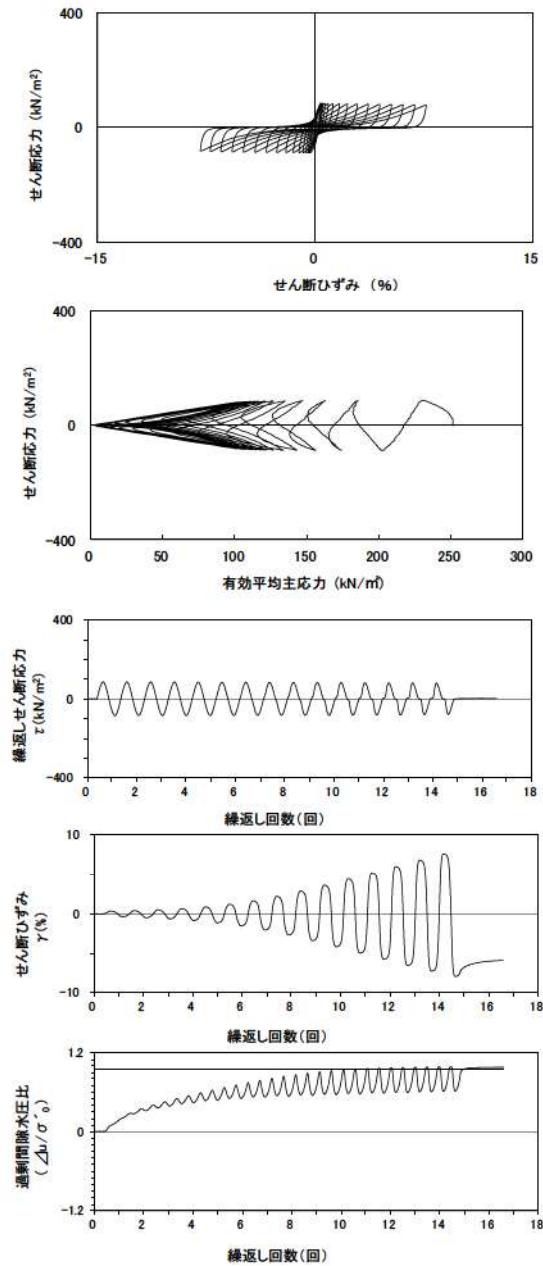 400
せん断応力 (kN/m²)
0
-400
-15
0
15
せん断ひずみ (%)
400
せん断応力 (kN/m²)
0
-400
0
50
100
150
200
250
300
有効平均主応力 (kN/㎡)
400
繰返しせん断応力
τ(kN/m²)
0
-400
0 2 4 6 8 10 12 14 16 18
繰返し回数(回)
10
せん断ひずみ
γ(%)
0
-10
0 2 4 6 8 10 12 14 16 18
繰返し回数(回)
1.2
過剰間隙水圧比
(⊿u/σ´₀)
0
-1.2
0 2 4 6 8 10 12 14 16 18
繰返し回数(回)